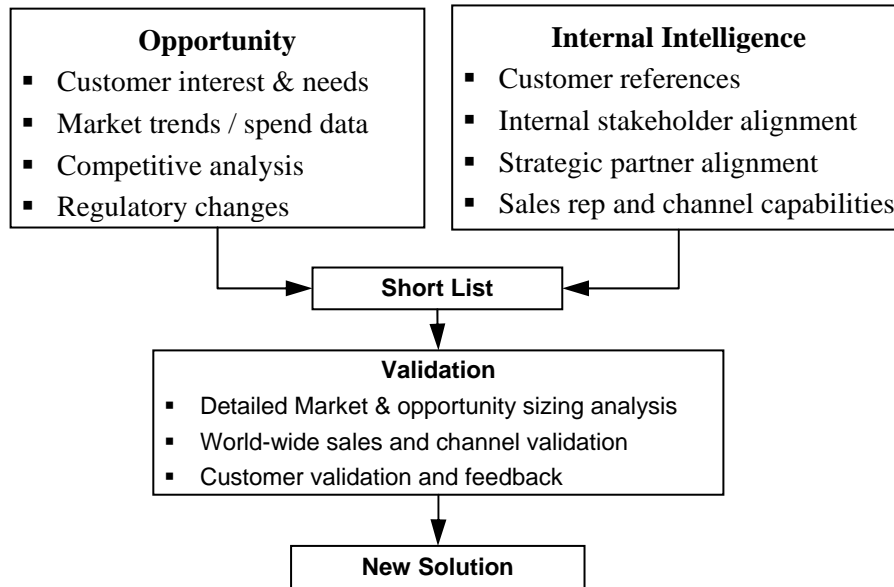 Opportunity
▪ Customer interest & needs
▪ Market trends / spend data
▪ Competitive analysis
▪ Regulatory changes
Internal Intelligence
▪ Customer references
▪ Internal stakeholder alignment
▪ Strategic partner alignment
▪ Sales rep and channel capabilities
Short List
Validation
▪ Detailed Market & opportunity sizing analysis
▪ World-wide sales and channel validation
▪ Customer validation and feedback
New Solution